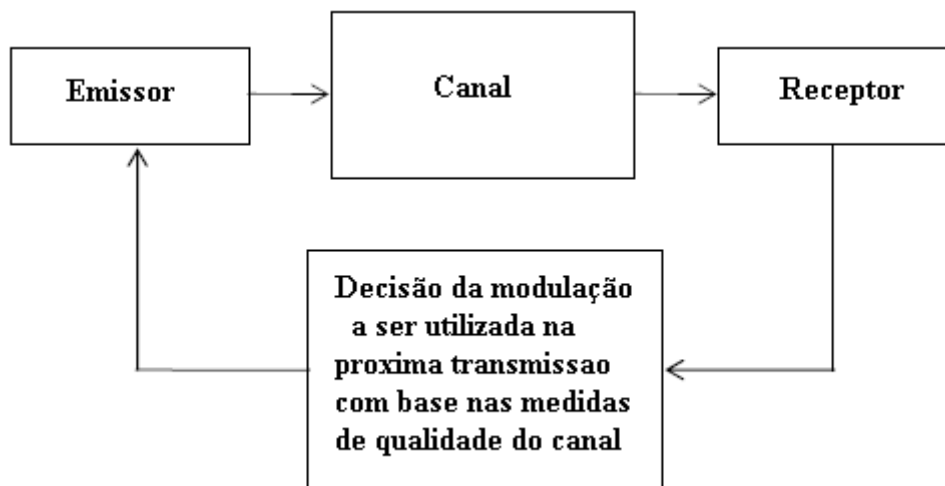 Emissor
Canal
Receptor
Decisão da modulação
a ser utilizada na
proxima transmissao
com base nas medidas
de qualidade do canal